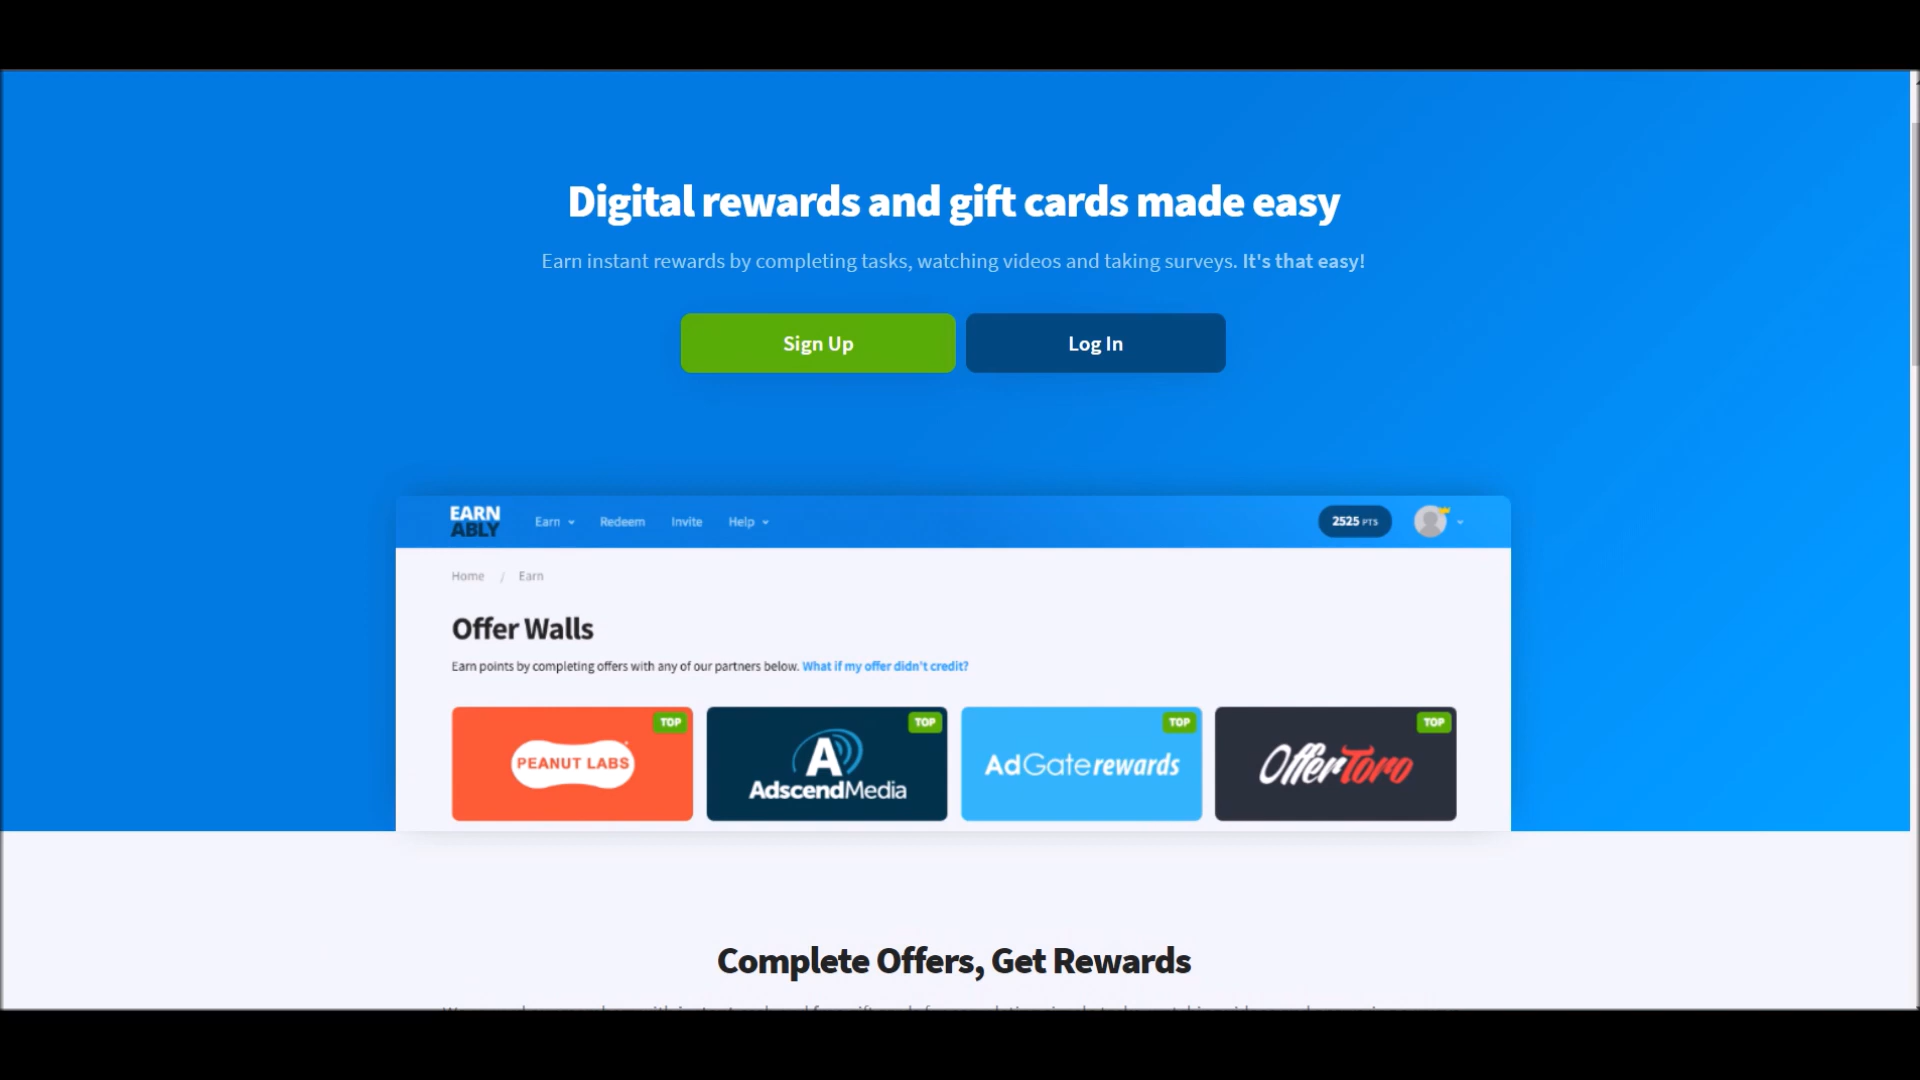 Digital rewards and gift cards made easy
Earn instant rewards by completing tasks, watching videos and taking surveys. It's that easy!
Sign Up
Log In
EARN
ABLY
Earn
Redeem
Invite
Help
2525 PTS
Home / Earn
Offer Walls
Earn points by completing offers with any of our partners below. What if my offer didn't credit?
TOP
PEANUT LABS
TOP
A
AdscendMedia
TOP
AdGate rewards
TOP
OfferToro
Complete Offers, Get Rewards